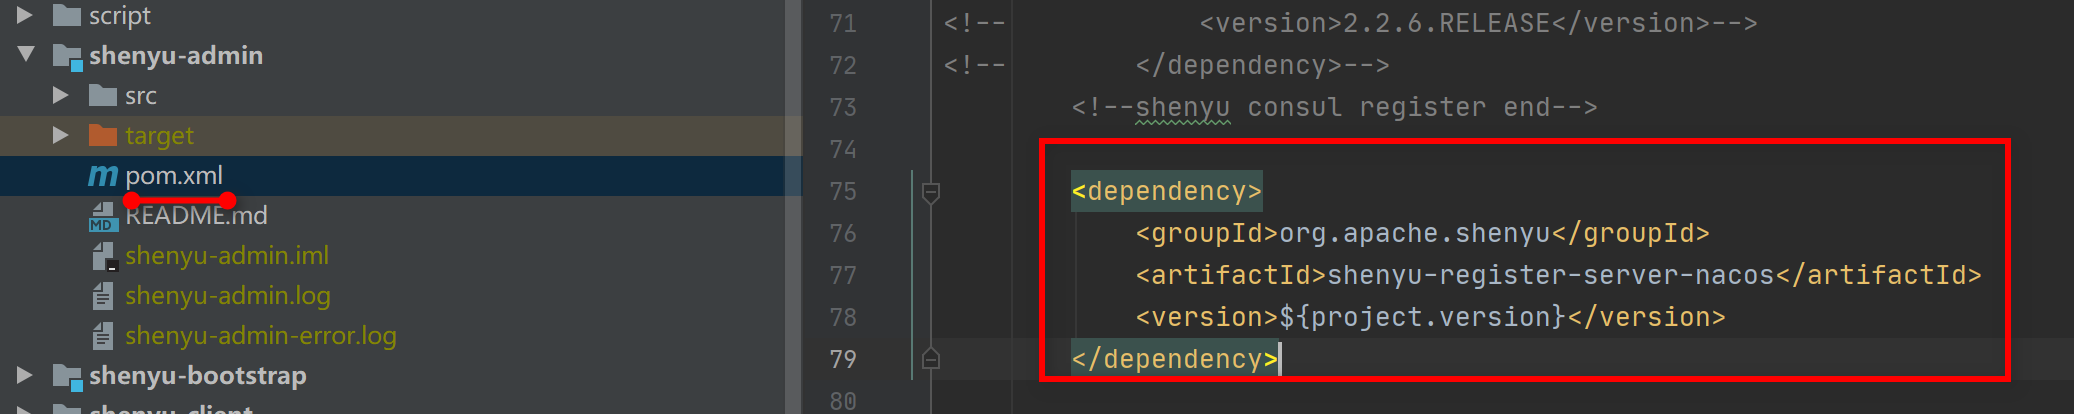 script
shenyu-admin
src
target
m pom.xml
MD README.md
shenyu-admin.iml
shenyu-admin.log
shenyu-admin-error.log
shenyu-bootstrap
shenyu-client
71 <!-- <version>2.2.6.RELEASE</version>-->
72 <!-- </dependency>-->
73 <!--shenyu consul register end-->
74
75 <dependency>
76 <groupId>org.apache.shenyu</groupId>
77 <artifactId>shenyu-register-server-nacos</artifactId>
78 <version>${project.version}</version>
79 </dependency>
80